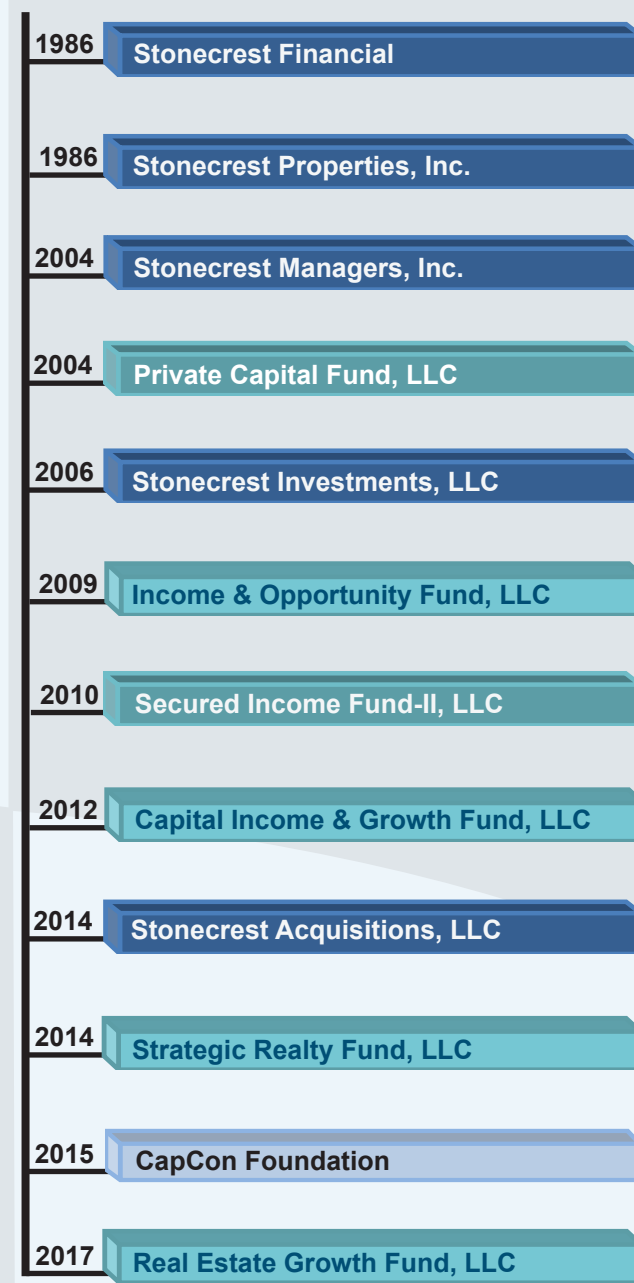 1986 Stonecrest Financial
1986 Stonecrest Properties, Inc.
2004 Stonecrest Managers, Inc.
2004 Private Capital Fund, LLC
2006 Stonecrest Investments, LLC
2009 Income & Opportunity Fund, LLC
2010 Secured Income Fund-II, LLC
2012 Capital Income & Growth Fund, LLC
2014 Stonecrest Acquisitions, LLC
2014 Strategic Realty Fund, LLC
2015 CapCon Foundation
2017 Real Estate Growth Fund, LLC